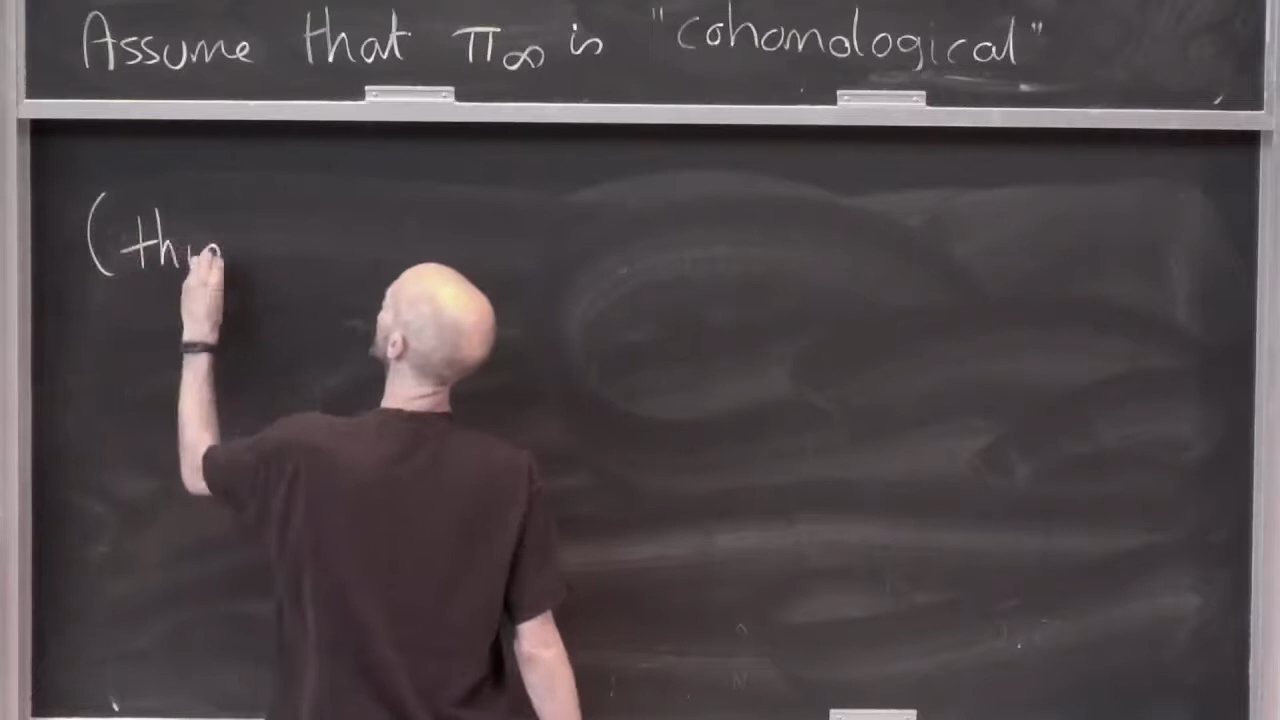 Assume that π∞ is "cohomological"
(th